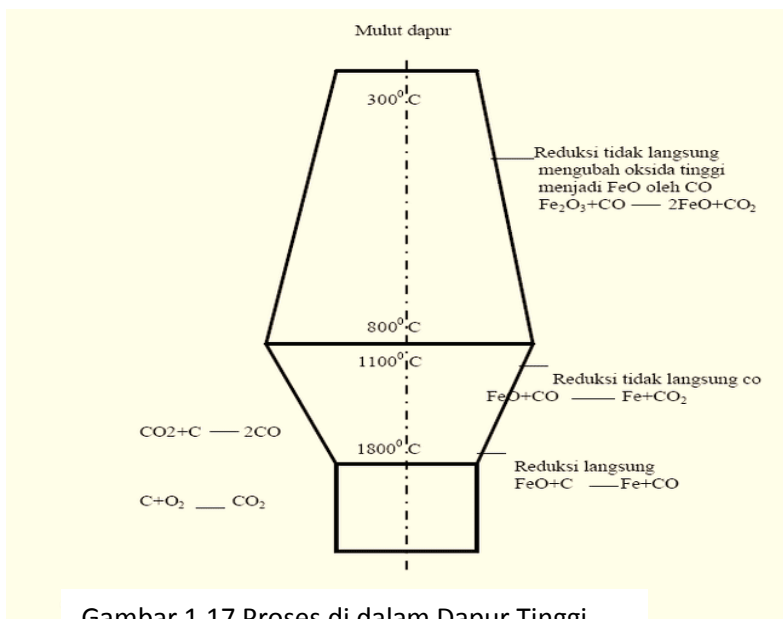 Mulut dapur
300⁰C
Reduksi tidak langsung
mengubah oksida tinggi
menjadi FeO oleh CO
Fe₂O₃+CO — 2FeO+CO₂
800⁰C
1100⁰C
Reduksi tidak langsung co
FeO+CO — Fe+CO₂
CO2+C — 2CO
1800⁰C
Reduksi langsung
FeO+C —Fe+CO
C+O₂ — CO₂
Gambar 1.17 Proses di dalam Dapur Tinggi